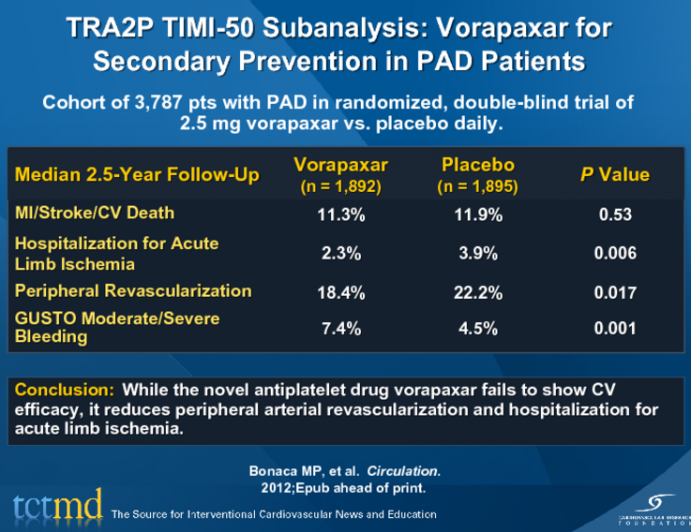 TRA2P TIMI-50 Subanalysis: Vorapaxar for
Secondary Prevention in PAD Patients
Cohort of 3,787 pts with PAD in randomized, double-blind trial of
2.5 mg vorapaxar vs. placebo daily.
Median 2.5-Year Follow-Up Vorapaxar (n = 1,892) Placebo (n = 1,895) P Value
MI/Stroke/CV Death 11.3% 11.9% 0.53
Hospitalization for Acute
Limb Ischemia 2.3% 3.9% 0.006
Peripheral Revascularization 18.4% 22.2% 0.017
GUSTO Moderate/Severe
Bleeding 7.4% 4.5% 0.001
Conclusion: While the novel antiplatelet drug vorapaxar fails to show CV
efficacy, it reduces peripheral arterial revascularization and hospitalization for
acute limb ischemia.
Bonaca MP, et al. Circulation.
2012;Epub ahead of print.
tctmd The Source for Interventional Cardiovascular News and Education
CARDIOVASCULAR RESEARCH
FOUNDATION